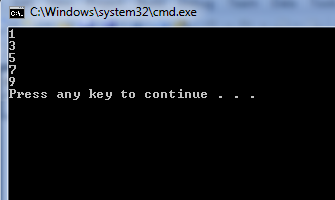 C:\Windows\system32\cmd.exe
1
3
5
7
9
Press any key to continue . . .